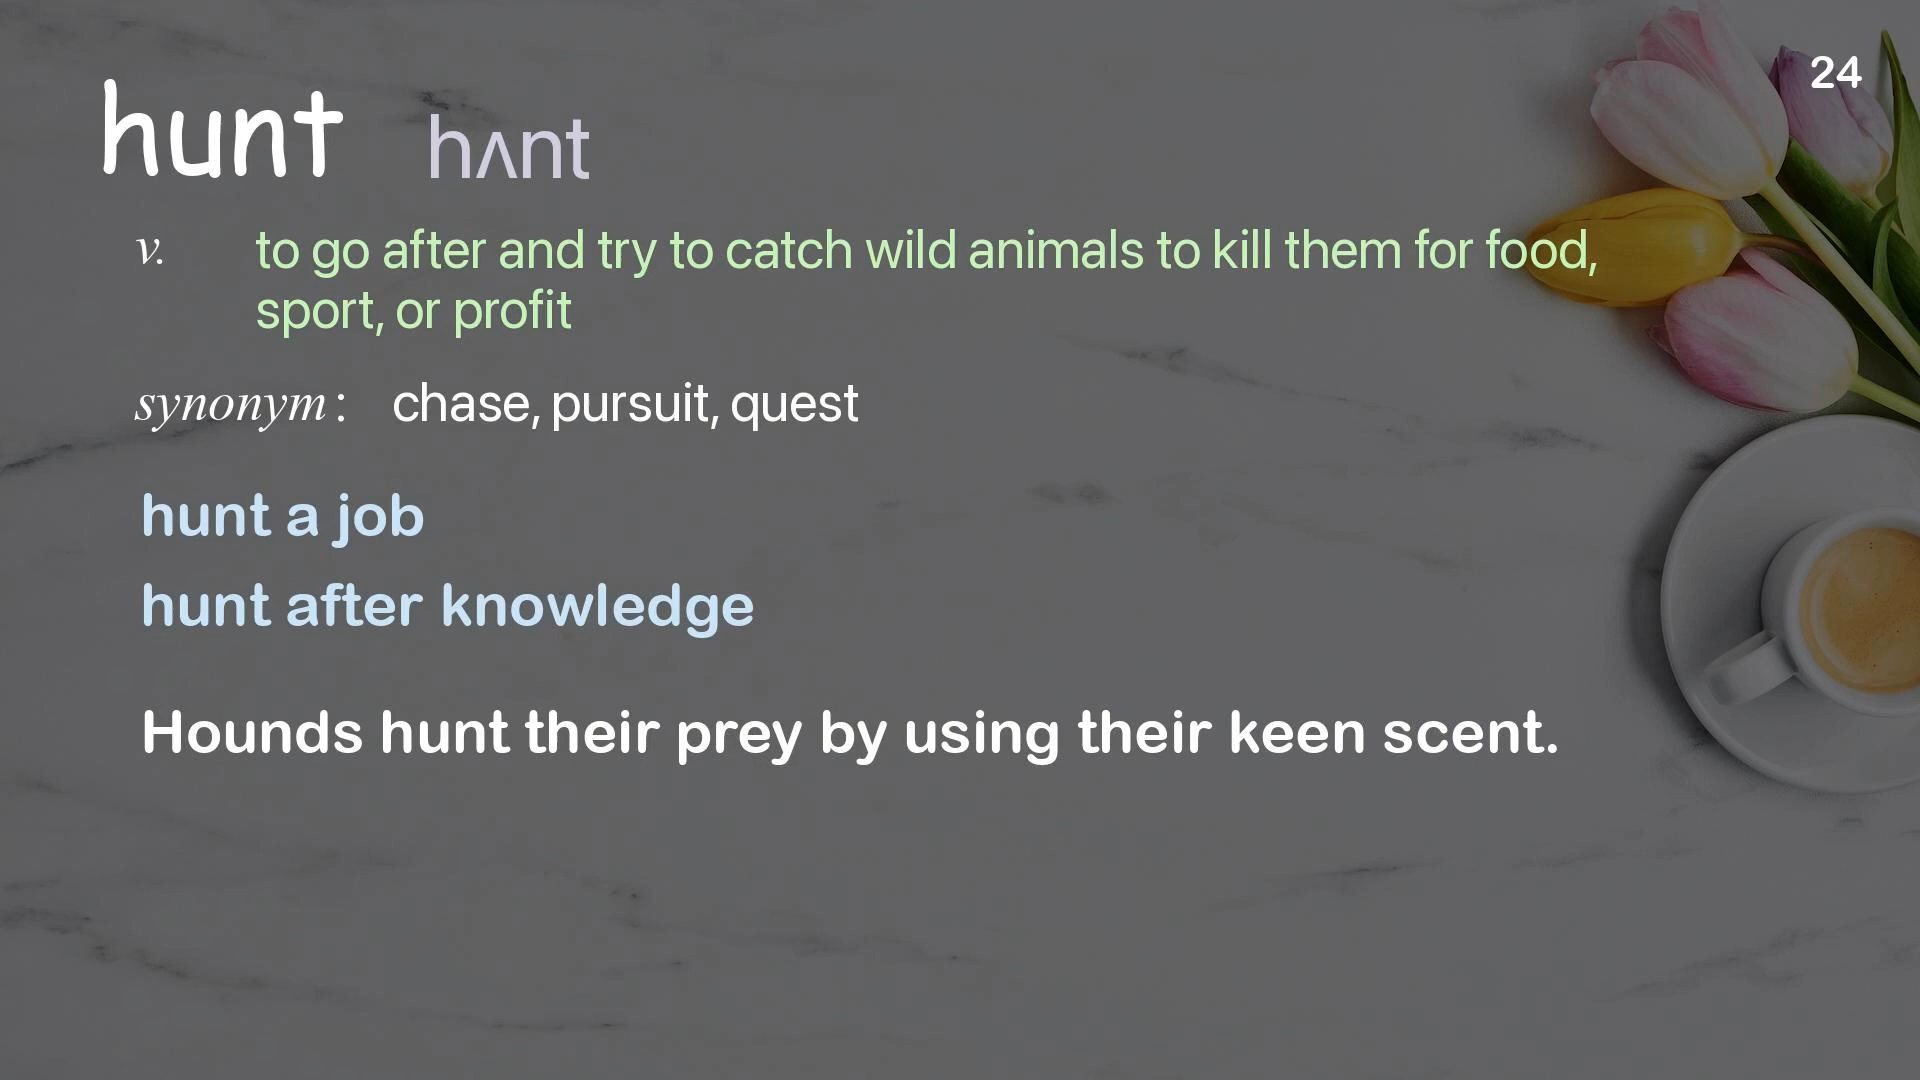 24
hunt hʌnt
v. to go after and try to catch wild animals to kill them for food,
sport, or profit
synonym: chase, pursuit, quest
hunt a job
hunt after knowledge
Hounds hunt their prey by using their keen scent.